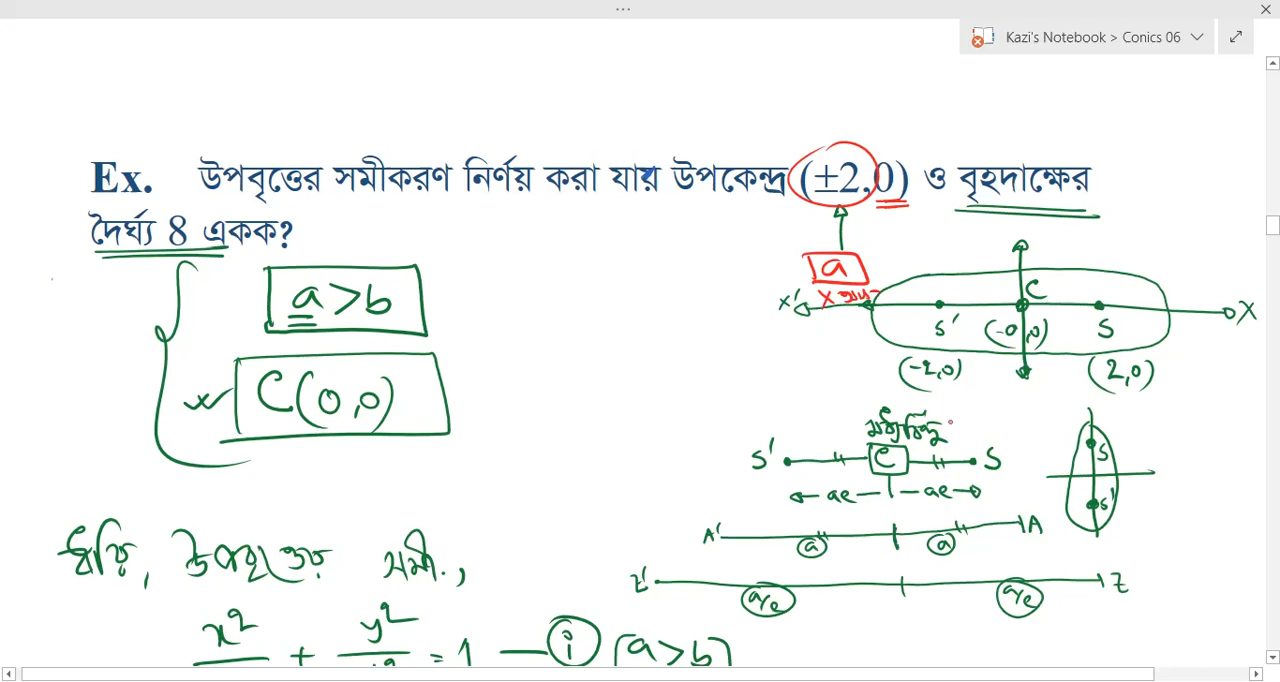 Kazi's Notebook > Conics 06
Ex. উপবৃত্তের সমীকরণ নির্ণয় করা যায় উপকেন্দ্র (±2,0) ও বৃহদাক্ষের
দৈর্ঘ্য 8 একক?
a > b
C(0,0)
a
X অক্ষ
X' C X
S' (-0,0) S
(-2,0) (2,0)
মধ্যবিন্দু
S' C S
ae ae
A' a a A
Z' a/e a/e Z
S
S'
ধরি, উপবৃত্তের সমী.,
x² + y² = 1 — i (a > b)